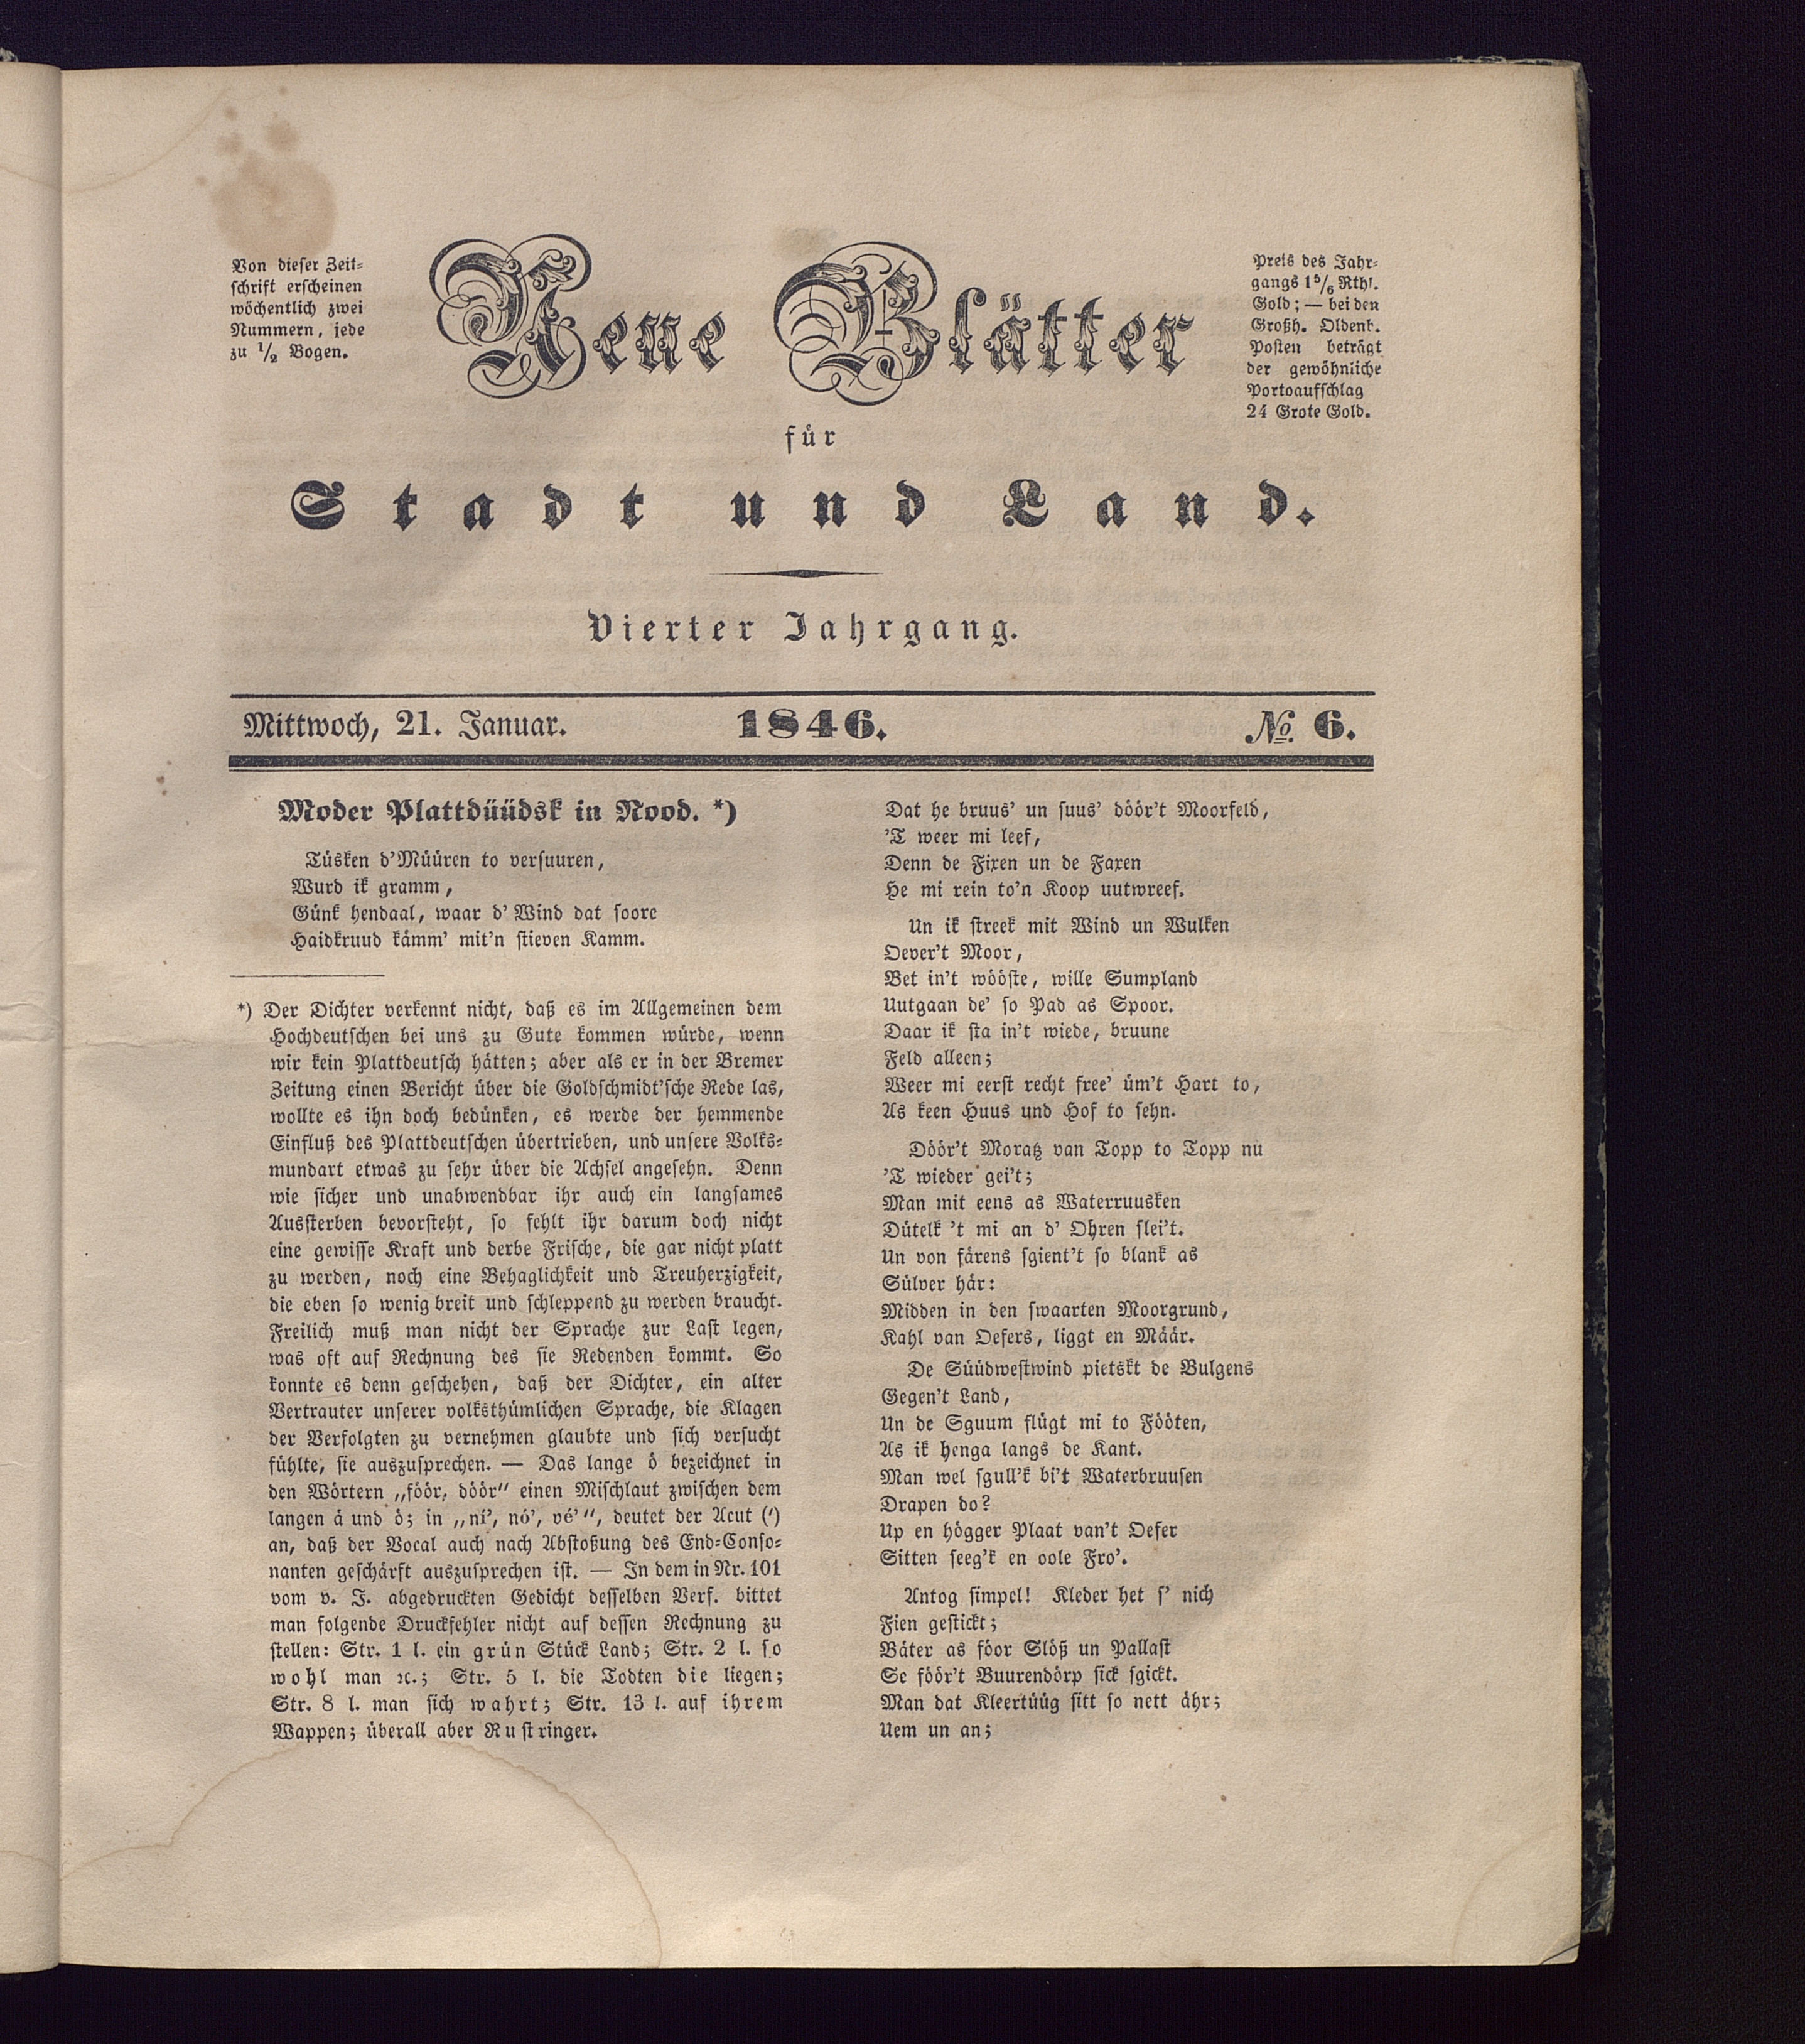 Von dieser Zeit-
schrift erscheinen
wöchentlich zwei
Nummern, jede
zu 1/2 Bogen.
Neue Blätter
Preis des Jahr-
gangs 1 5/6 Rthl.
Gold; — bei den
Großh. Oldenb.
Posten beträgt
der gewöhnliche
Portoaufschlag
24 Grote Gold.
für
Stadt und Land.
Vierter Jahrgang.
Mittwoch, 21. Januar. 1846. No. 6.
Moder Plattdüüdsk in Nood. *)
Tüsken d'Müüren to versuuren,
Wurd ik gramm,
Günk hendaal, waar d' Wind dat soore
Haidkruud kämm' mit'n stieven Kamm.
*) Der Dichter verkennt nicht, daß es im Allgemeinen dem
Hochdeutschen bei uns zu Gute kommen würde, wenn
wir kein Plattdeutsch hätten; aber als er in der Bremer
Zeitung einen Bericht über die Goldschmidt'sche Rede las,
wollte es ihn doch bedünken, es werde der hemmende
Einfluß des Plattdeutschen übertrieben, und unsere Volks-
mundart etwas zu sehr über die Achsel angesehn. Denn
wie sicher und unabwendbar ihr auch ein langsames
Aussterben bevorsteht, so fehlt ihr darum doch nicht
eine gewisse Kraft und derbe Frische, die gar nicht platt
zu werden, noch eine Behaglichkeit und Treuherzigkeit,
die eben so wenig breit und schleppend zu werden braucht.
Freilich muß man nicht der Sprache zur Last legen,
was oft auf Rechnung des sie Redenden kommt. So
konnte es denn geschehen, daß der Dichter, ein alter
Vertrauter unserer volksthümlichen Sprache, die Klagen
der Verfolgten zu vernehmen glaubte und sich versucht
fühlte, sie auszusprechen. — Das lange ö bezeichnet in
den Wörtern „föör, döör" einen Mischlaut zwischen dem
langen ä und ö; in „ni', nó', vé'", deutet der Acut (')
an, daß der Vocal auch nach Abstoßung des End-Conso-
nanten geschärft auszusprechen ist. — In dem in Nr. 101
vom v. J. abgedruckten Gedicht desselben Verf. bittet
man folgende Druckfehler nicht auf dessen Rechnung zu
stellen: Str. 1 l. ein grün Stück Land; Str. 2 l. so
wohl man ꝛc.; Str. 5 l. die Todten die liegen;
Str. 8 l. man sich wahrt; Str. 13 l. auf ihrem
Wappen; überall aber Rustringer.
Dat he bruus' un suus' döör't Moorfeld,
'T weer mi leef,
Denn de Fixen un de Faxen
He mi rein to'n Koop uutwreef.
Un ik streek mit Wind un Wulken
Oever't Moor,
Bet in't wööste, wille Sumpland
Uutgaan de' so Pad as Spoor.
Daar ik sta in't wiede, bruune
Feld alleen;
Weer mi eerst recht free' üm't Hart to,
As keen Huus und Hof to sehn.
Döör't Moratz van Topp to Topp nu
'T wieder gei't;
Man mit eens as Waterruusken
Dütelk 't mi an d' Ohren slei't.
Un von färens sgient't so blank as
Sülver här:
Midden in den swaarten Moorgrund,
Kahl van Oefers, liggt en Määr.
De Süüdwestwind pietskt de Bulgens
Gegen't Land,
Un de Sguum flügt mi to Fööten,
As ik henga langs de Kant.
Man wel sgull'k bi't Waterbruusen
Drapen do?
Up en högger Plaat van't Oefer
Sitten seeg'k en oole Fro'.
Antog simpel! Kleder het s' nich
Fien gestickt;
Bäter as föor Slöß un Pallast
Se föör't Buurendörp sick sgickt.
Man dat Kleertüüg sitt so nett ähr;
Uem un an;